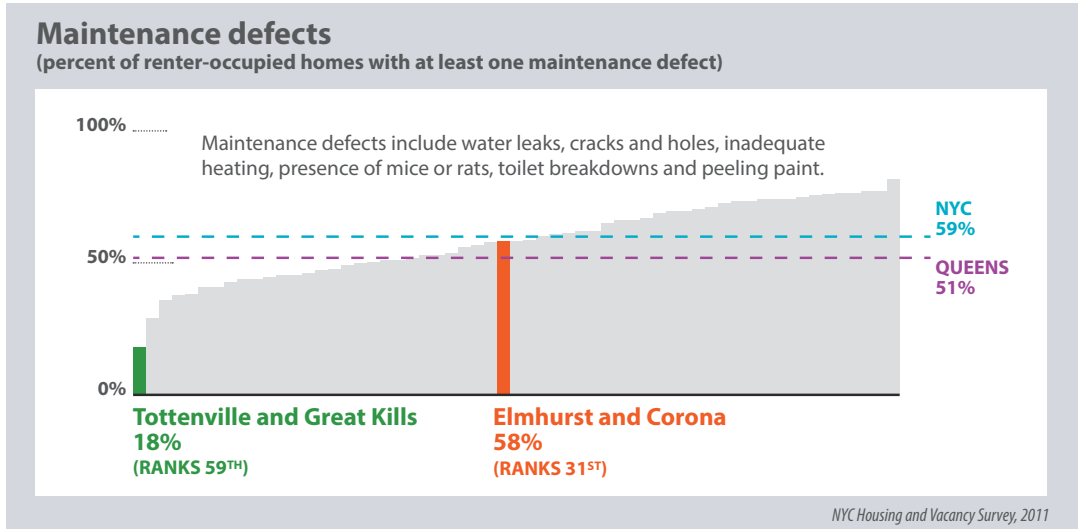 Maintenance defects
(percent of renter-occupied homes with at least one maintenance defect)
100%
Maintenance defects include water leaks, cracks and holes, inadequate
heating, presence of mice or rats, toilet breakdowns and peeling paint.
NYC
59%
50%
QUEENS
51%
0%
Tottenville and Great Kills
18%
(RANKS 59TH)
Elmhurst and Corona
58%
(RANKS 31ST)
NYC Housing and Vacancy Survey, 2011